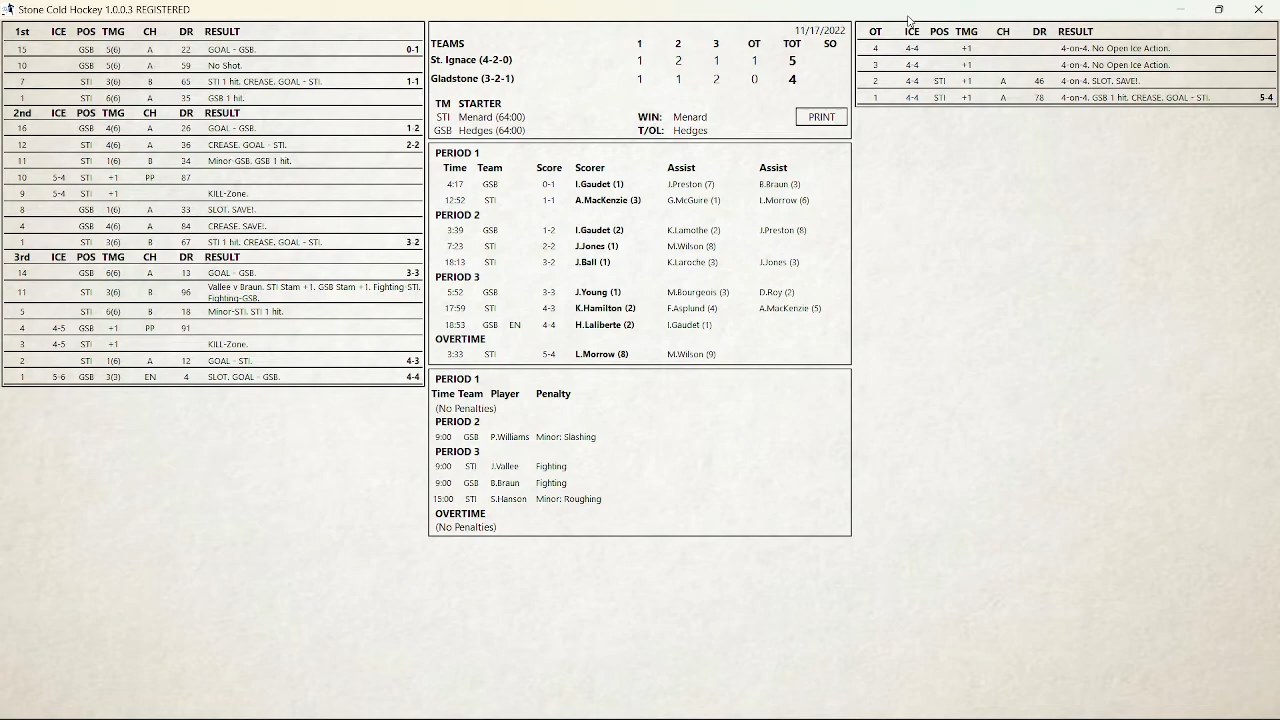 Stone Cold Hockey 1.0.0.3 REGISTERED
1st ICE POS TMG CH DR RESULT
15 GSB 5(6) A 22 GOAL - GSB. 0-1
10 GSB 5(6) A 59 No Shot.
7 STI 3(6) B 65 STI 1 hit. CREASE. GOAL - STI. 1-1
1 STI 6(6) A 35 GSB 1 hit.
2nd ICE POS TMG CH DR RESULT
16 GSB 4(6) A 26 GOAL - GSB. 1-2
12 STI 4(6) A 36 CREASE. GOAL - STI. 2-2
11 STI 1(6) B 34 Minor-GSB. GSB 1 hit.
10 5-4 STI +1 PP 87
9 5-4 STI +1 KILL-Zone.
8 GSB 1(6) A 33 SLOT. SAVE!.
4 GSB 4(6) A 84 CREASE. SAVE!.
1 STI 3(6) B 67 STI 1 hit. CREASE. GOAL - STI. 3-2
3rd ICE POS TMG CH DR RESULT
14 GSB 6(6) A 13 GOAL - GSB. 3-3
11 STI 3(6) B 96 Vallee v Braun. STI Stam +1. GSB Stam +1. Fighting-STI.
Fighting-GSB.
5 STI 6(6) B 18 Minor-STI. STI 1 hit.
4 4-5 GSB +1 PP 91
3 4-5 STI +1 KILL-Zone.
2 STI 1(6) A 12 GOAL - STI. 4-3
1 5-6 GSB 3(3) EN 4 SLOT. GOAL - GSB. 4-4
11/17/2022
TEAMS 1 2 3 OT TOT SO
St. Ignace (4-2-0) 1 2 1 1 5
Gladstone (3-2-1) 1 1 2 0 4
TM STARTER
STI Menard (64:00) WIN: Menard PRINT
GSB Hedges (64:00) T/OL: Hedges
PERIOD 1
Time Team Score Scorer Assist Assist
4:17 GSB 0-1 I.Gaudet (1) J.Preston (7) B.Braun (3)
12:52 STI 1-1 A.MacKenzie (3) G.McGuire (1) L.Morrow (6)
PERIOD 2
3:39 GSB 1-2 I.Gaudet (2) K.Lamothe (2) J.Preston (8)
7:23 STI 2-2 J.Jones (1) M.Wilson (8)
18:13 STI 3-2 J.Ball (1) K.Laroche (3) J.Jones (3)
PERIOD 3
5:52 GSB 3-3 J.Young (1) M.Bourgeois (3) D.Roy (2)
17:59 STI 4-3 K.Hamilton (2) F.Asplund (4) A.MacKenzie (5)
18:53 GSB EN 4-4 H.Laliberte (2) I.Gaudet (1)
OVERTIME
3:33 STI 5-4 L.Morrow (8) M.Wilson (9)
PERIOD 1
Time Team Player Penalty
(No Penalties)
PERIOD 2
9:00 GSB P.Williams Minor: Slashing
PERIOD 3
9:00 STI J.Vallee Fighting
9:00 GSB B.Braun Fighting
15:00 STI S.Hanson Minor: Roughing
OVERTIME
(No Penalties)
OT ICE POS TMG CH DR RESULT
4 4-4 +1 4-on-4. No Open Ice Action.
3 4-4 +1 4-on-4. No Open Ice Action.
2 4-4 STI +1 A 46 4-on-4. SLOT. SAVE!.
1 4-4 STI +1 A 78 4-on-4. GSB 1 hit. CREASE. GOAL - STI. 5-4